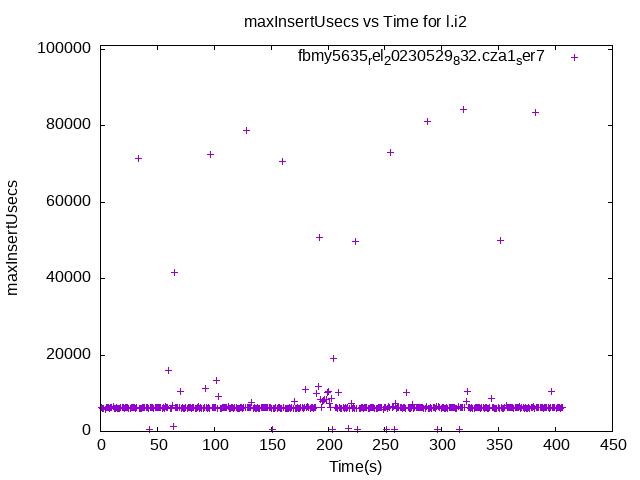 maxInsertUsecs vs Time for l.i2
fbmy5635rel20230529832.cza1ser7
100000
80000
60000
40000
20000
0
maxInsertUsecs
0 50 100 150 200 250 300 350 400 450
Time(s)